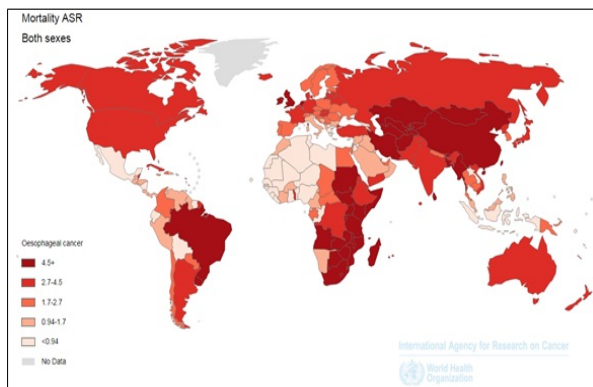 Mortality ASR
Both sexes
Oesophageal cancer
4.5+
2.7-4.5
1.7-2.7
0.94-1.7
<0.94
No Data
International Agency for Research on Cancer
World Health
Organization